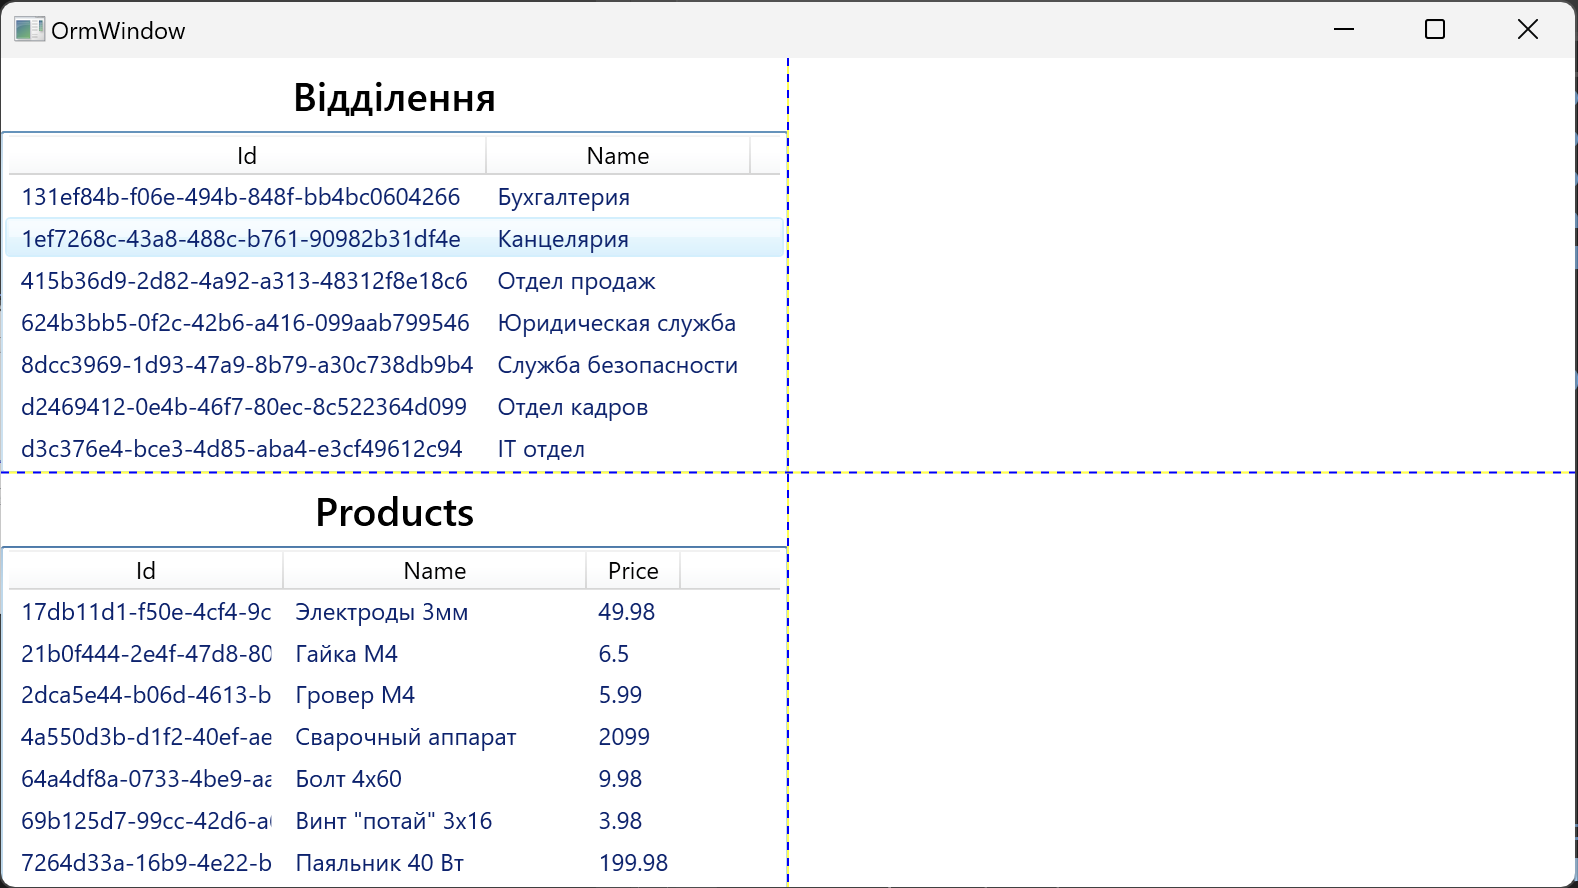 OrmWindow
Відділення
Id Name
131ef84b-f06e-494b-848f-bb4bc0604266 Бухгалтерия
1ef7268c-43a8-488c-b761-90982b31df4e Канцелярия
415b36d9-2d82-4a92-a313-48312f8e18c6 Отдел продаж
624b3bb5-0f2c-42b6-a416-099aab799546 Юридическая служба
8dcc3969-1d93-47a9-8b79-a30c738db9b4 Служба безопасности
d2469412-0e4b-46f7-80ec-8c522364d099 Отдел кадров
d3c376e4-bce3-4d85-aba4-e3cf49612c94 IT отдел
Products
Id Name Price
17db11d1-f50e-4cf4-9c Электроды 3мм 49.98
21b0f444-2e4f-47d8-80 Гайка М4 6.5
2dca5e44-b06d-4613-b Гровер М4 5.99
4a550d3b-d1f2-40ef-ae Сварочный аппарат 2099
64a4df8a-0733-4be9-aa Болт 4х60 9.98
69b125d7-99cc-42d6-a Винт "потай" 3х16 3.98
7264d33a-16b9-4e22-b Паяльник 40 Вт 199.98